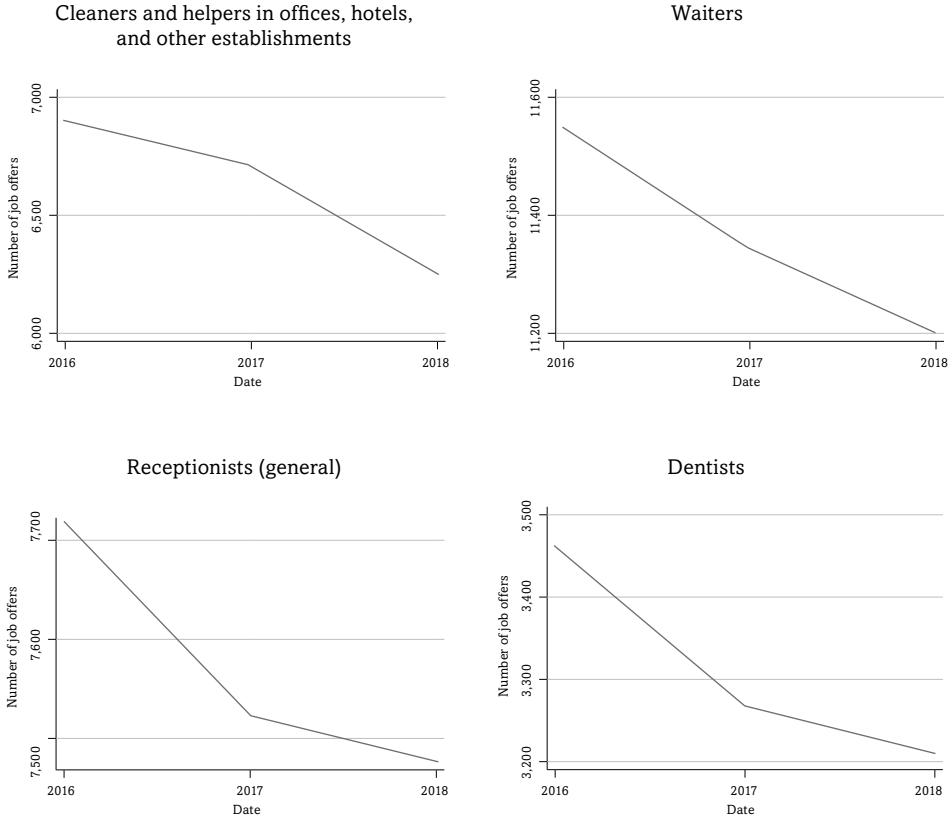 Cleaners and helpers in offices, hotels,
and other establishments
Number of job offers
7,000
6,500
6,000
2016 2017 2018
Date
Waiters
Number of job offers
11,600
11,400
11,200
2016 2017 2018
Date
Receptionists (general)
Number of job offers
7,700
7,600
7,500
2016 2017 2018
Date
Dentists
Number of job offers
3,500
3,400
3,300
3,200
2016 2017 2018
Date